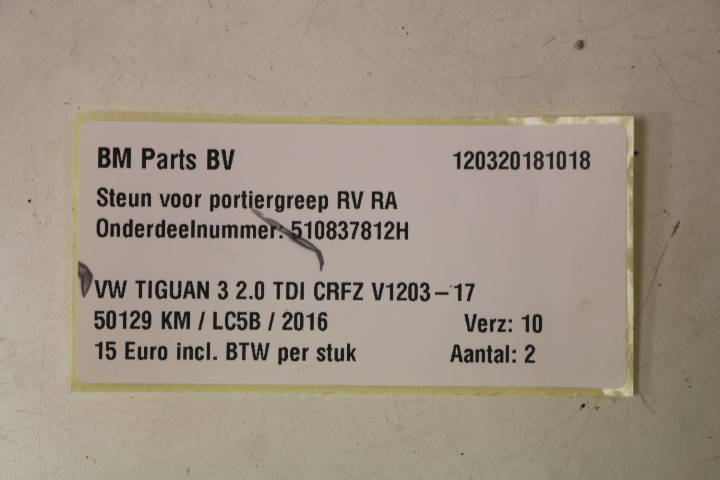 BM Parts BV 120320181018
Steun voor portiergreep RV RA
Onderdeelnummer: 510837812H
VW TIGUAN 3 2.0 TDI CRFZ V1203-17
50129 KM / LC5B / 2016 Verz: 10
15 Euro incl. BTW per stuk Aantal: 2